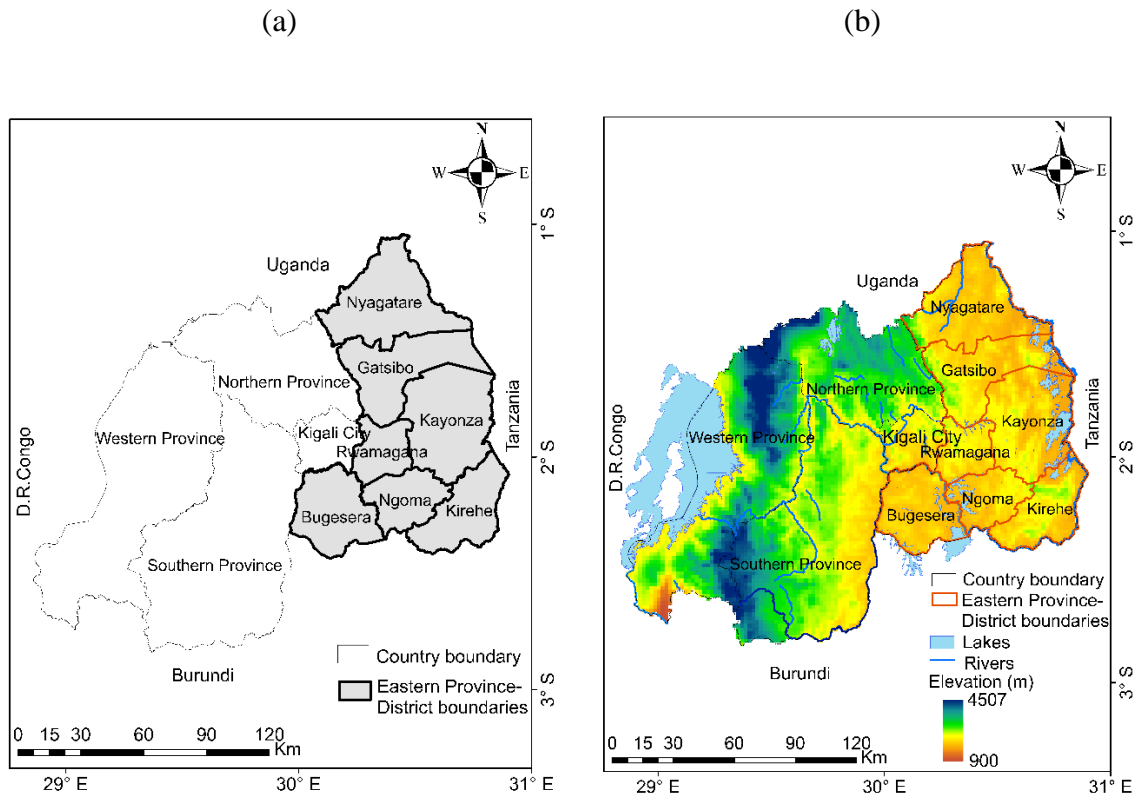 (a)
(b)
N
W
E
S
1° S
Uganda
Nyagatare
Gatsibo
Northern Province
Kayonza
Tanzania
Kigali City
Western Province
Rwamagana
2° S
D.R.Congo
Ngoma
Bugesera
Kirehe
Southern Province
Country boundary
Burundi
Eastern Province-
District boundaries
3° S
0 15 30 60 90 120
Km
29° E
30° E
31° E
N
W
E
S
1° S
Uganda
Nyagatare
Gatsibo
Northern Province
Kayonza
Tanzania
Western Province
Kigali City
Rwamagana
2° S
D.R.Congo
Ngoma
Bugesera
Kirehe
Southern Province
Country boundary
Eastern Province-
District boundaries
Lakes
Rivers
Burundi
Elevation (m)
3° S
4507
900
0 15 30 60 90 120
Km
29° E
30° E
31° E